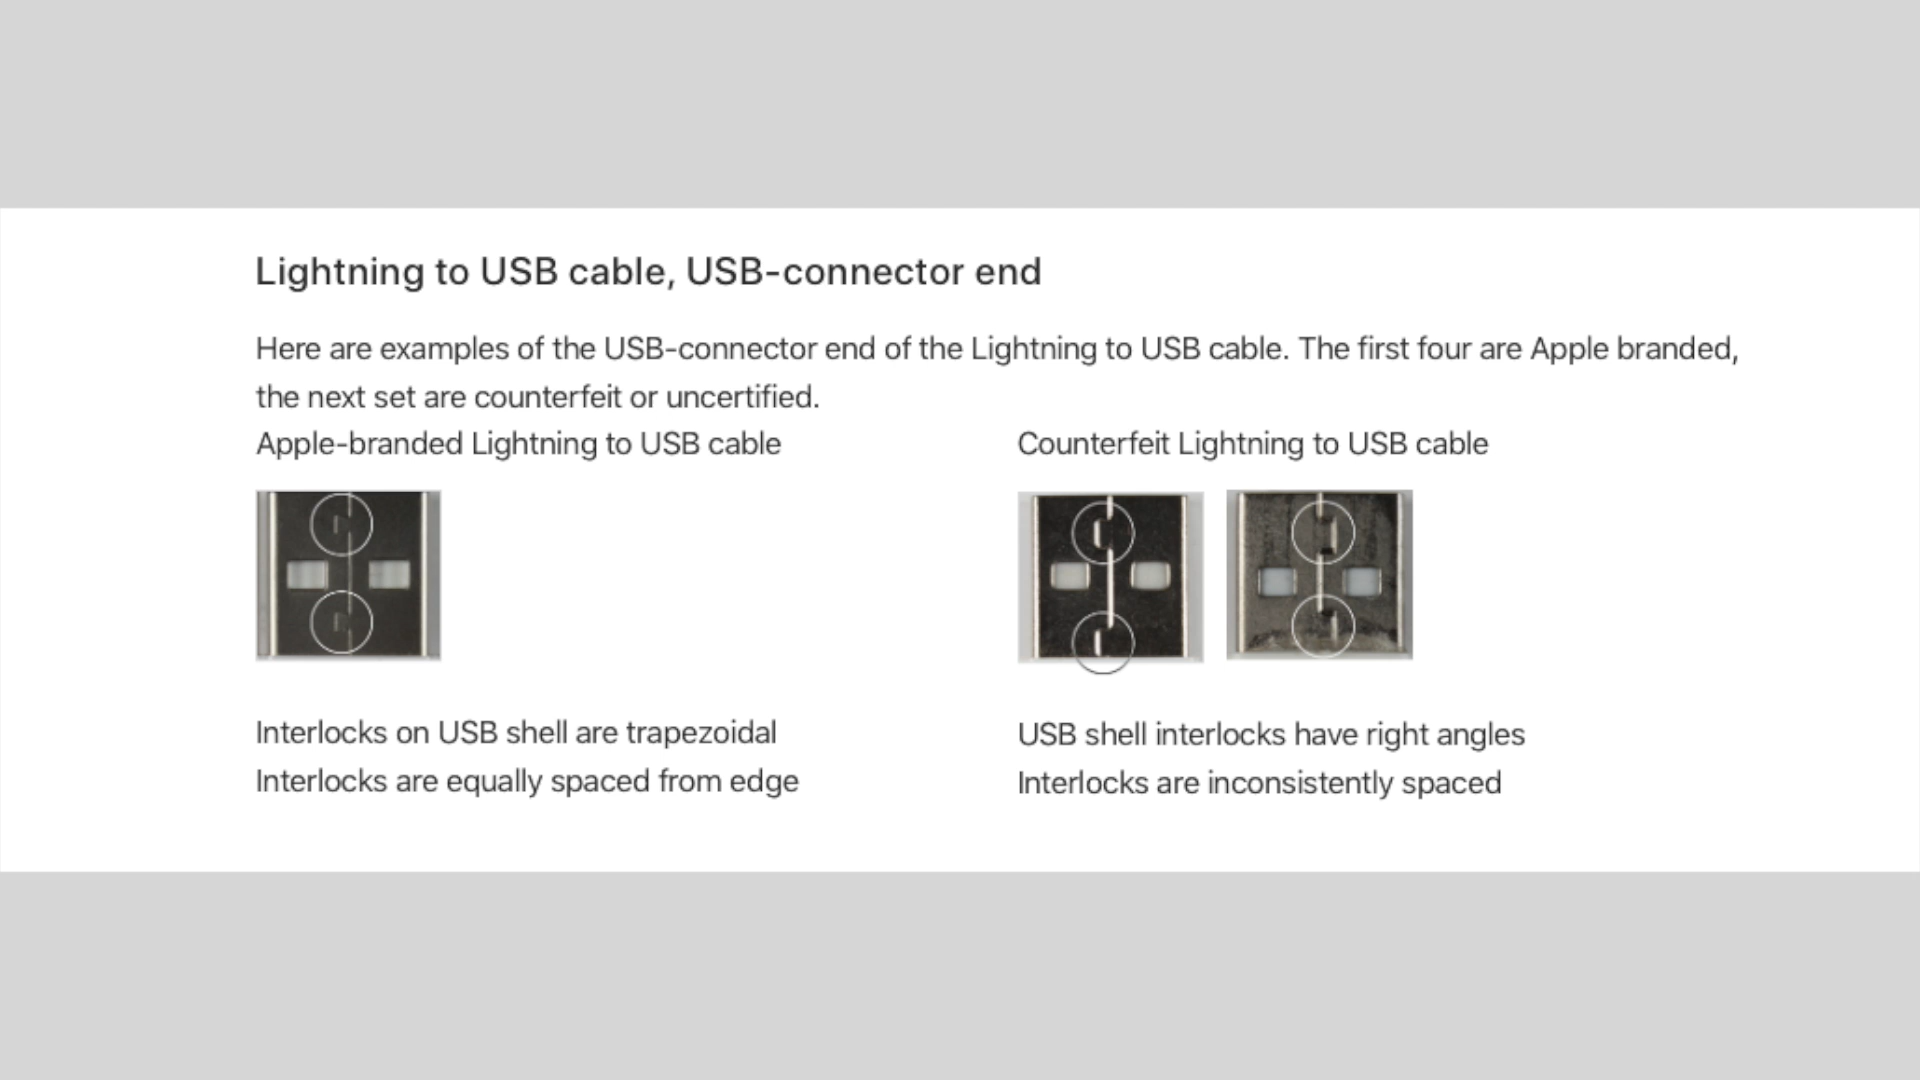 Lightning to USB cable, USB-connector end
Here are examples of the USB-connector end of the Lightning to USB cable. The first four are Apple branded,
the next set are counterfeit or uncertified.
Apple-branded Lightning to USB cable
Interlocks on USB shell are trapezoidal
Interlocks are equally spaced from edge
Counterfeit Lightning to USB cable
USB shell interlocks have right angles
Interlocks are inconsistently spaced